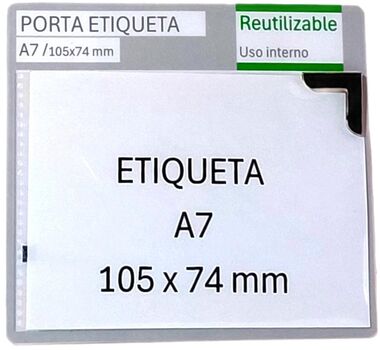 PORTA ETIQUETA
A7 /105x74 mm
Reutilizable
Uso interno
ETIQUETA
A7
105 x 74 mm